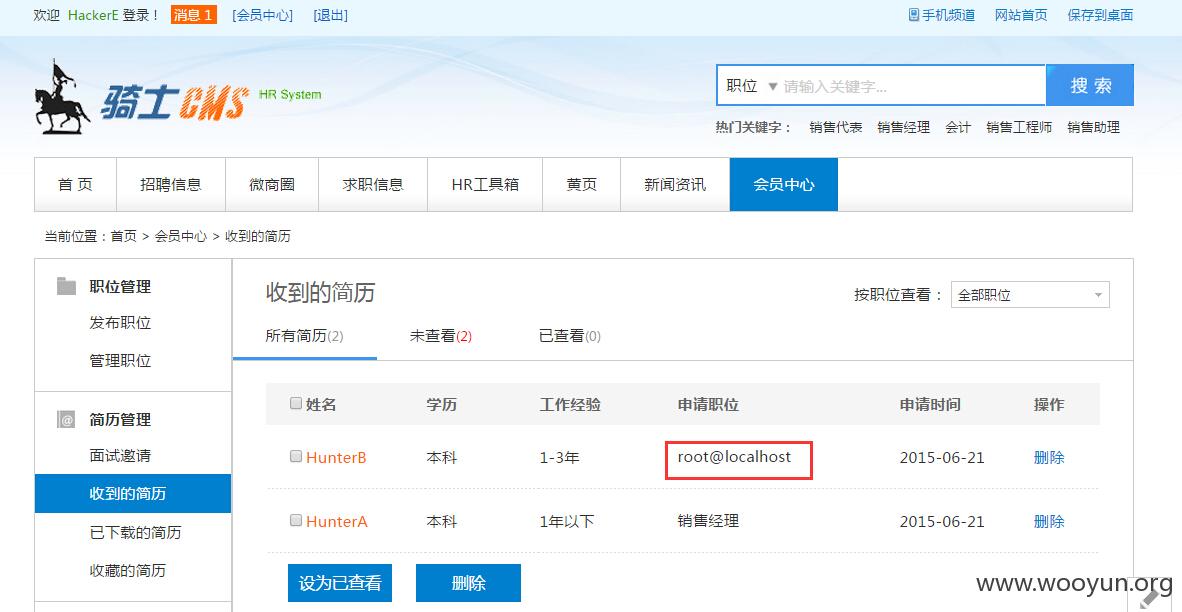 欢迎 HackerE 登录！ 消息 1 [会员中心] [退出] 手机频道 网站首页 保存到桌面
骑士CMS HR System
职位 ▼ 请输入关键字... 搜 索
热门关键字： 销售代表 销售经理 会计 销售工程师 销售助理
首 页 招聘信息 微商圈 求职信息 HR工具箱 黄页 新闻资讯 会员中心
当前位置：首页 > 会员中心 > 收到的简历
职位管理
发布职位
管理职位
简历管理
面试邀请
收到的简历
已下载的简历
收藏的简历
收到的简历
按职位查看： 全部职位
所有简历(2) 未查看(2) 已查看(0)
姓名 学历 工作经验 申请职位 申请时间 操作
HunterB 本科 1-3年 root@localhost 2015-06-21 删除
HunterA 本科 1年以下 销售经理 2015-06-21 删除
设为已查看 删除
www.wooyun.org